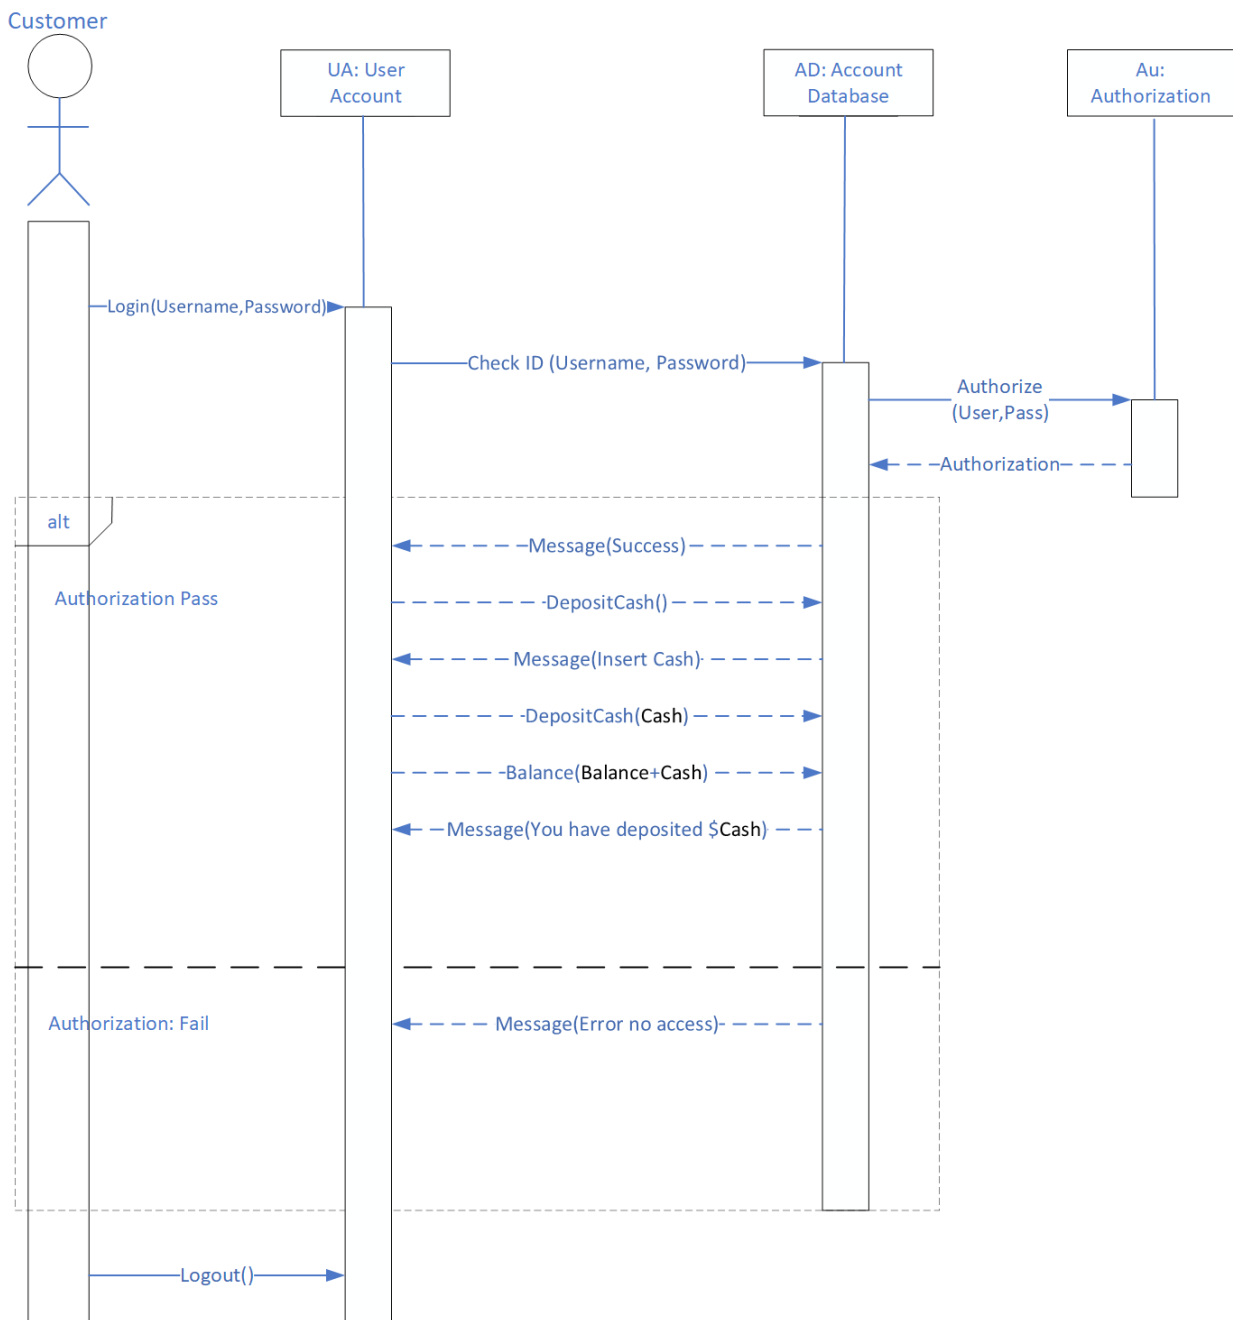 Customer
UA: User
Account
AD: Account
Database
Au:
Authorization
Login(Username,Password)
Check ID (Username, Password)
Authorize
(User,Pass)
Authorization
alt
Message(Success)
Authorization Pass
DepositCash()
Message(Insert Cash)
DepositCash(Cash)
Balance(Balance+Cash)
Message(You have deposited $Cash)
Authorization: Fail
Message(Error no access)
Logout()